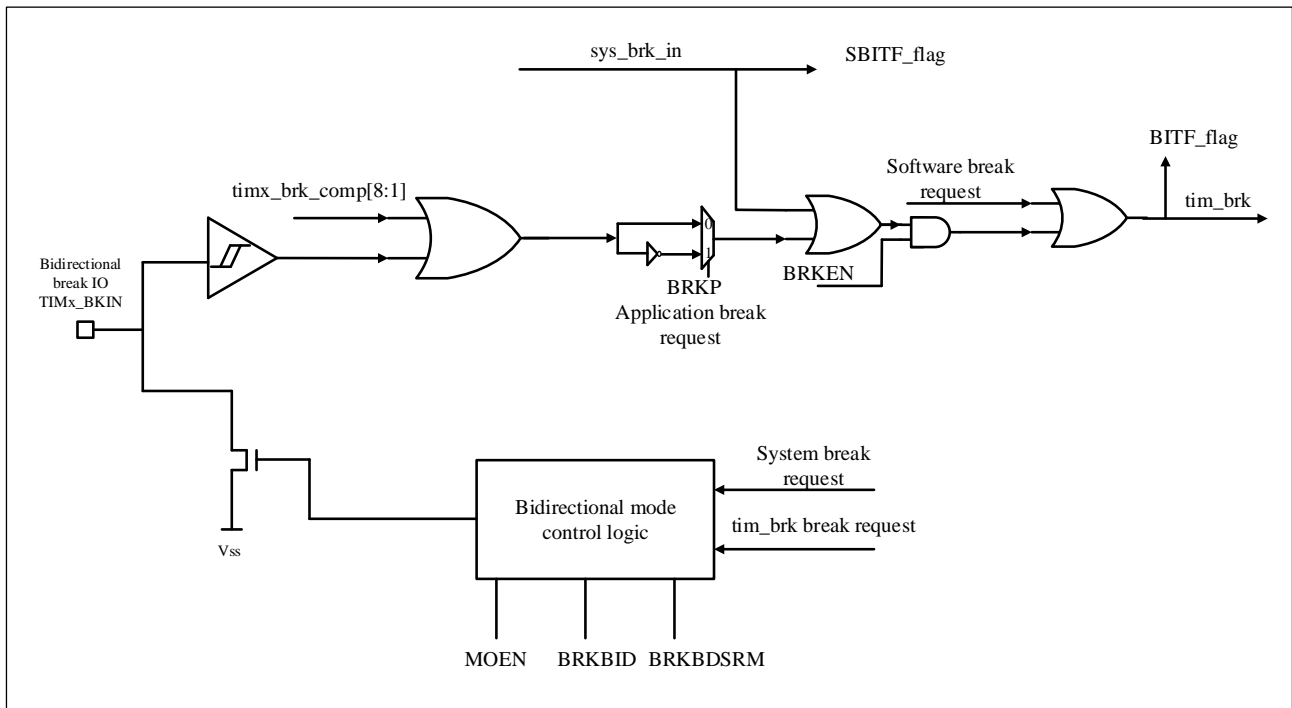 sys_brk_in
SBITF_flag
BITF_flag
Software break
request
tim_brk
timx_brk_comp[8:1]
0
1
Bidirectional
break IO
TIMx_BKIN
BRKP
BRKEN
Application break
request
System break
request
Bidirectional mode
control logic
tim_brk break request
Vss
MOEN
BRKBID
BRKBDSRM